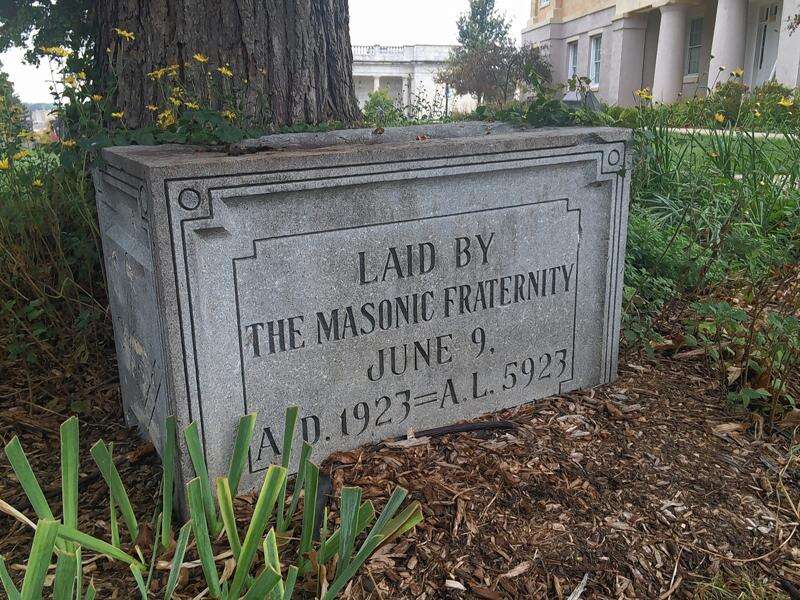 LAID BY
THE MASONIC FRATERNITY
JUNE 9,
A.D. 1923=A.L. 5923